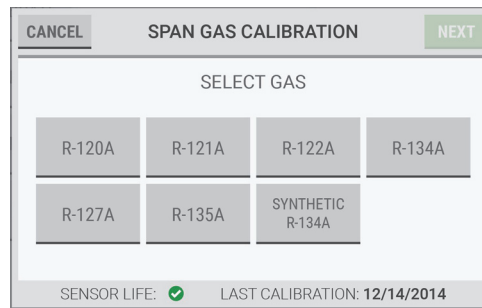 CANCEL SPAN GAS CALIBRATION NEXT
SELECT GAS
R-120A R-121A R-122A R-134A
R-127A R-135A SYNTHETIC
R-134A
SENSOR LIFE: LAST CALIBRATION: 12/14/2014